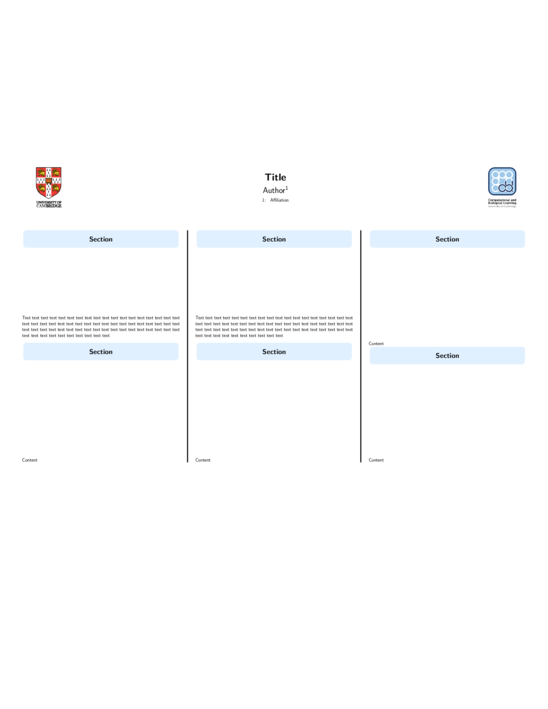 UNIVERSITY OF
CAMBRIDGE
Title
Author1
1: Affiliation
cbl
Computational and
Biological Learning
Section
Text text text text text text text text text text text text text text text text text text
text text text text text text text text text text text text text text text text text text
text text text text text text text text text text text text text text text text text text
text text text text text text text text text text
Section
Content
Section
Text text text text text text text text text text text text text text text text text text
text text text text text text text text text text text text text text text text text text
text text text text text text text text text text text text text text text text text text
text text text text text text text text text text
Section
Content
Section
Content
Section
Content